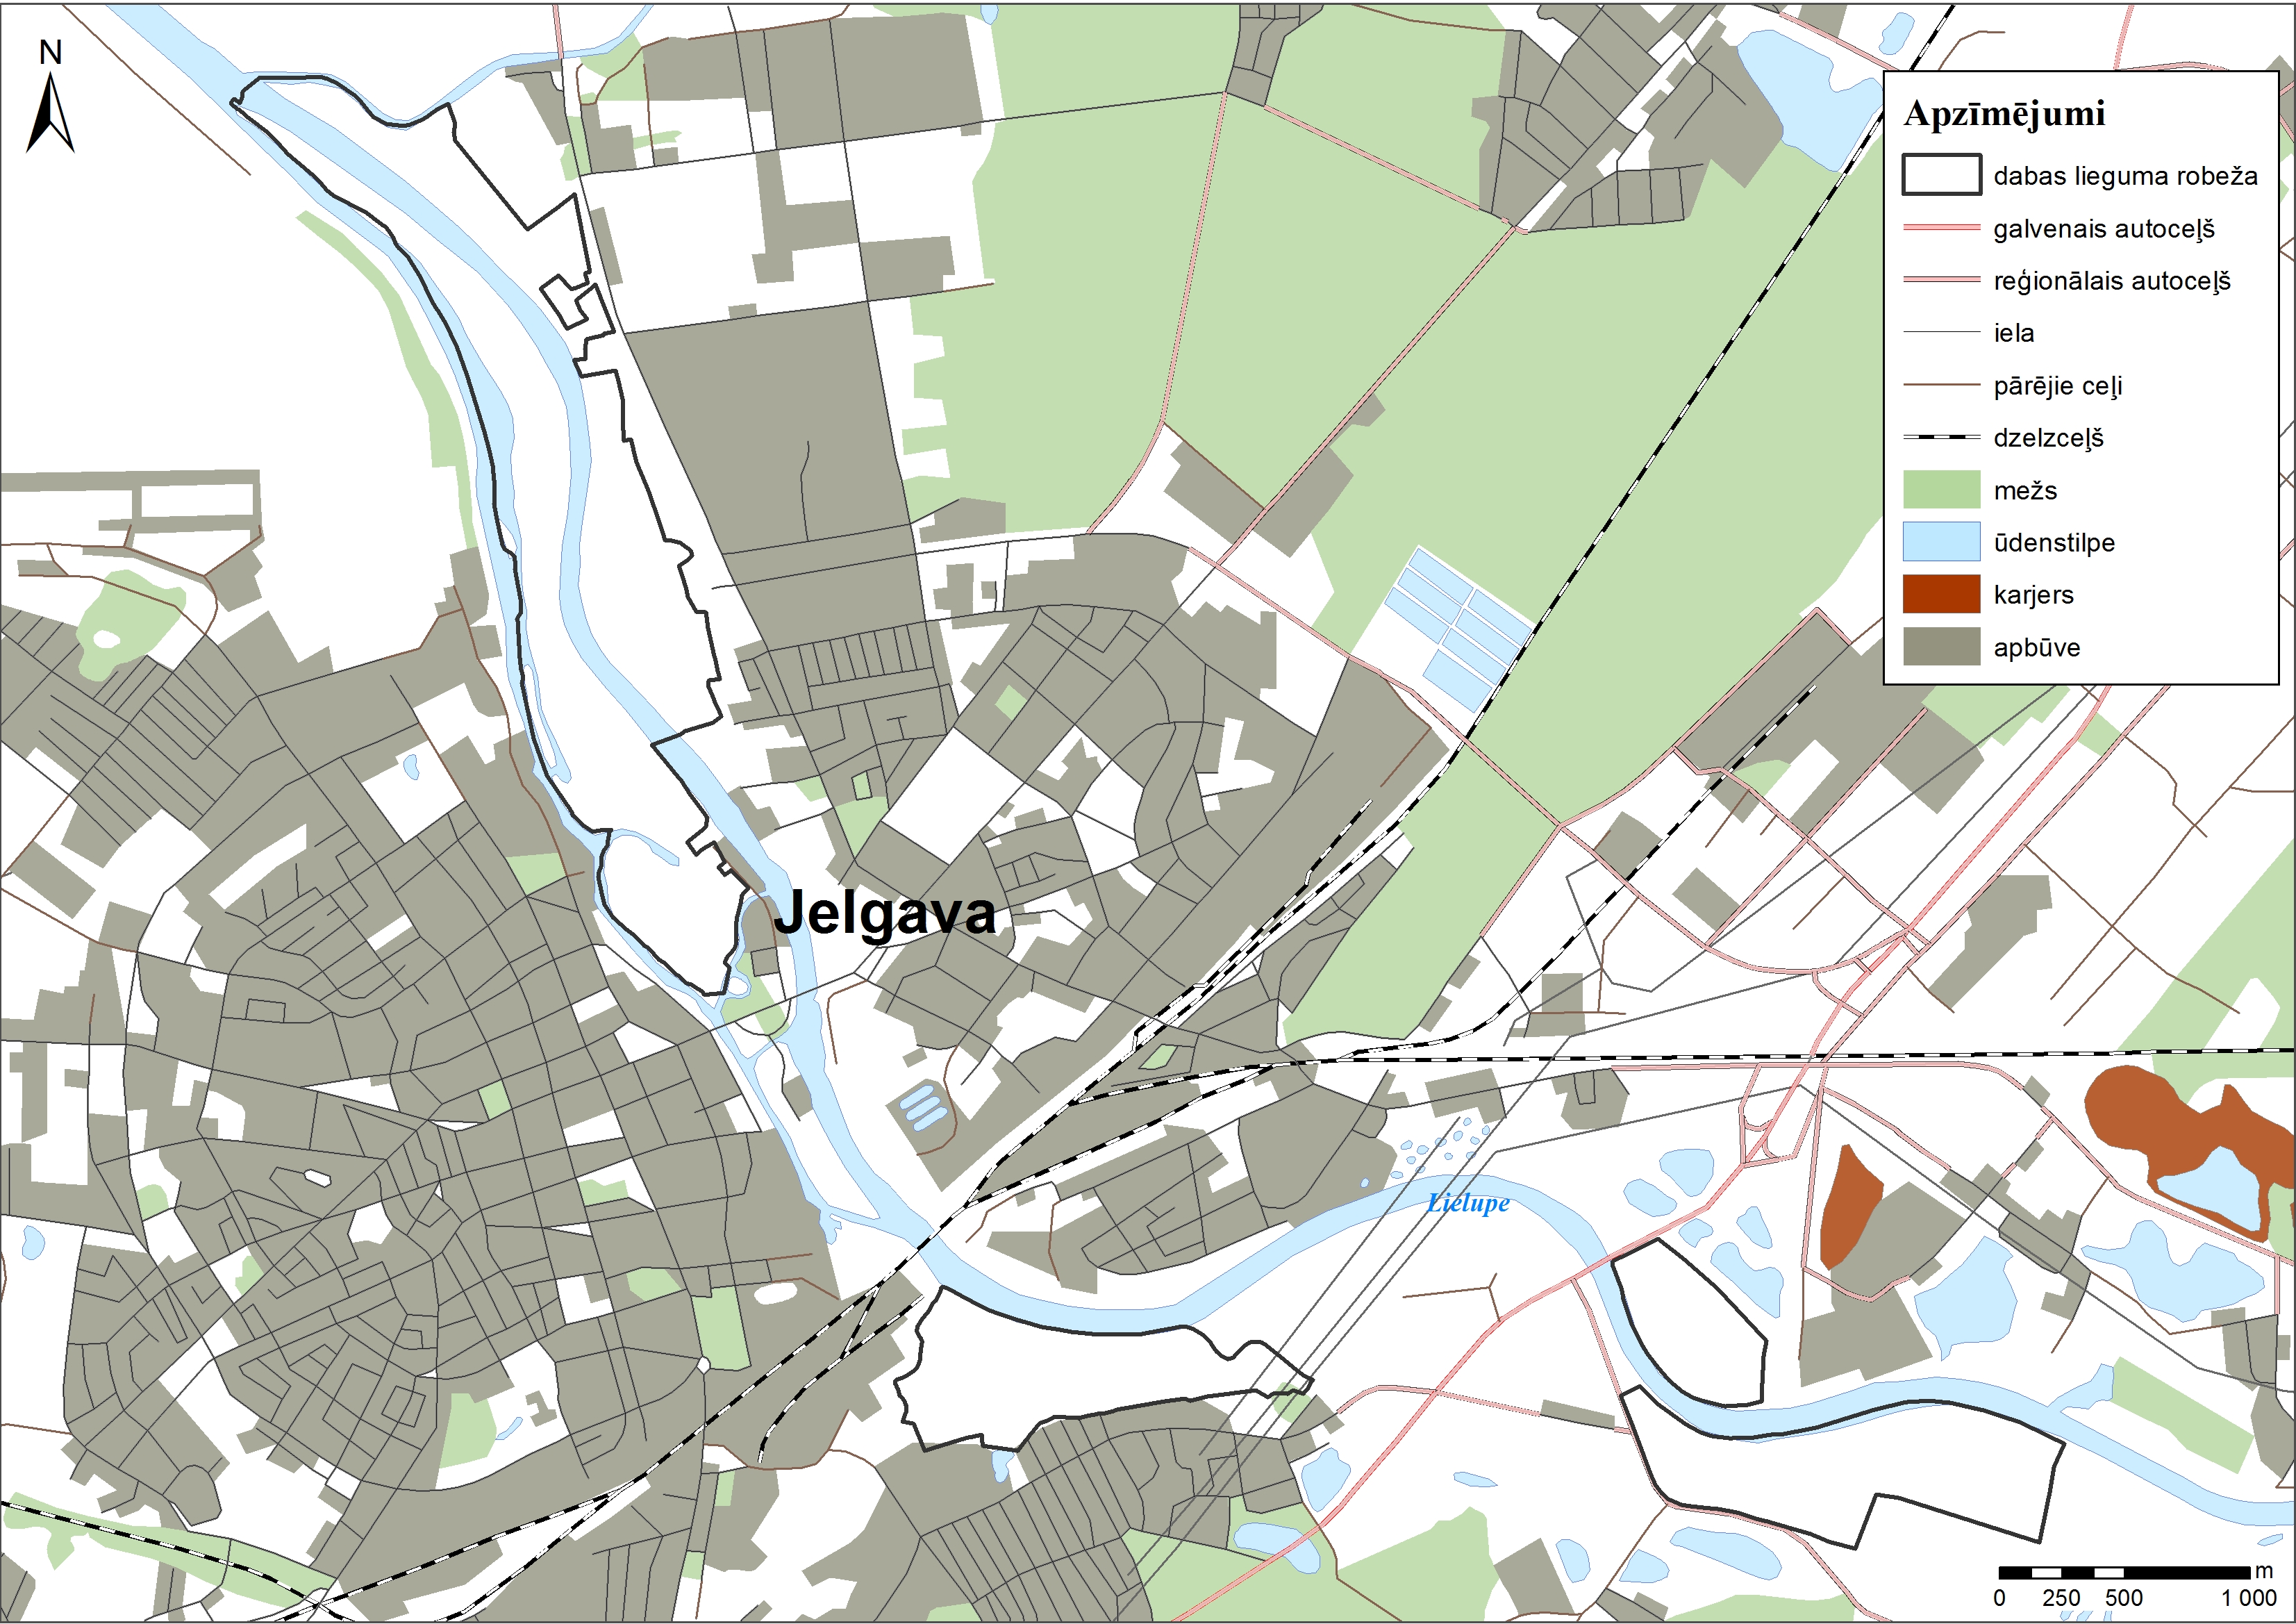 N
Apzīmējumi
dabas lieguma robeža
galvenais autoceļš
reģionālais autoceļš
iela
pārējie ceļi
dzelzceļš
mežs
ūdenstilpe
karjers
apbūve
Jelgava
Lielupe
m
0 250 500 1 000